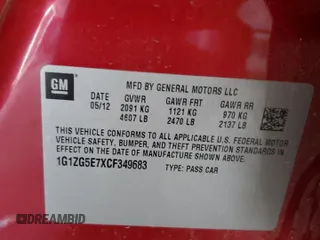 GM
MFD BY GENERAL MOTORS LLC
DATE GVWR GAWR FRT GAWR RR
05/12 2091 KG 1121 KG 970 KG
4607 LB 2470 LB 2137 LB
THIS VEHICLE CONFORMS TO ALL APPLICABLE U.S. FEDERAL MOTOR
VEHICLE SAFETY, BUMPER, AND THEFT PREVENTION STANDARDS
IN EFFECT ON THE DATE OF MANUFACTURE SHOWN ABOVE.
1G1ZG5E7XCF349683 TYPE: PASS CAR
DREAMBID